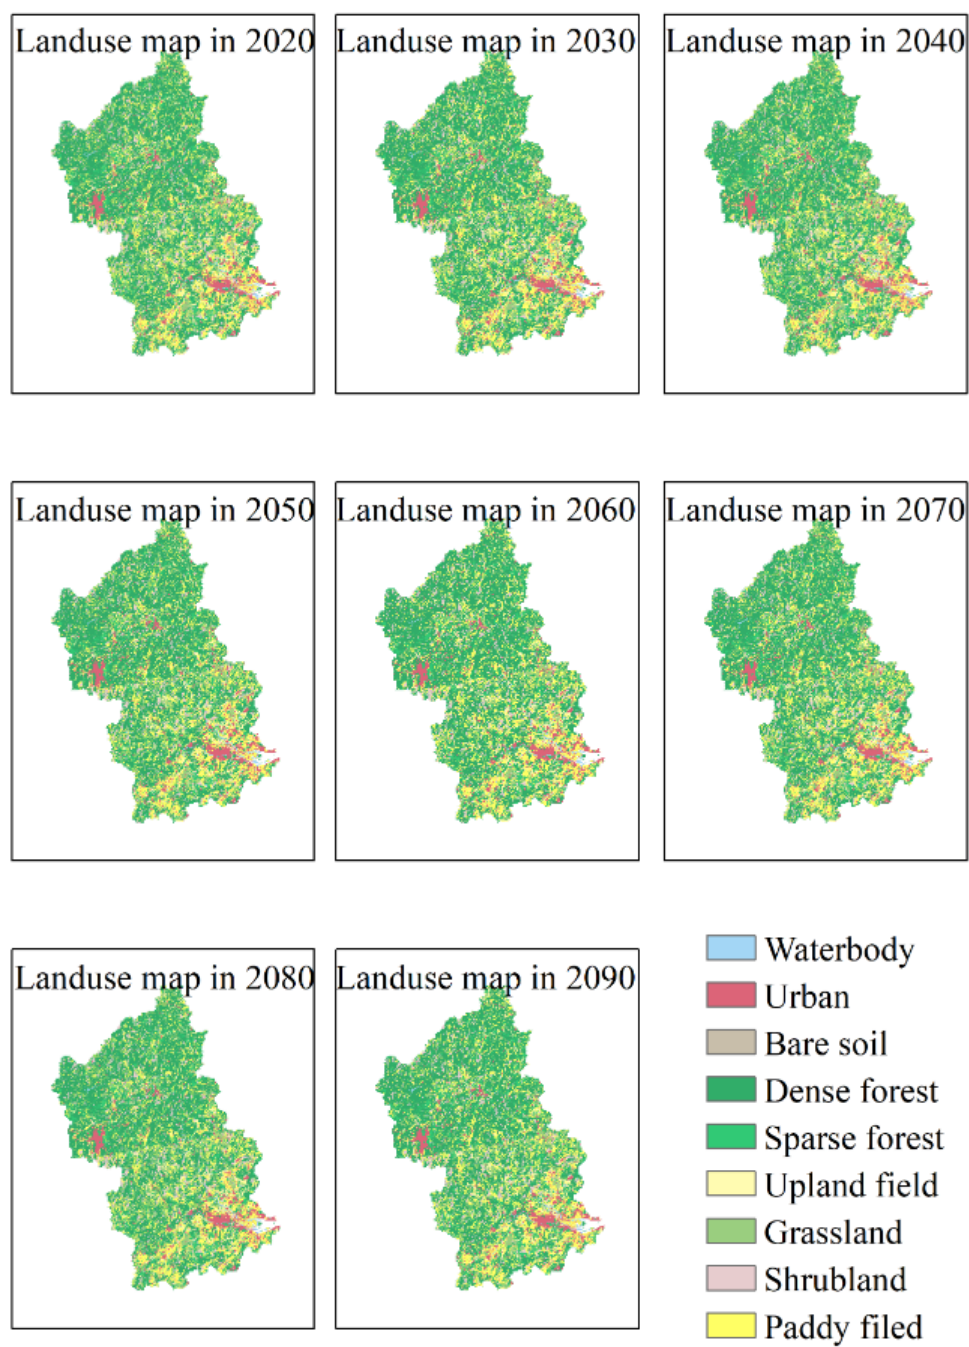 Landuse map in 2020
Landuse map in 2030
Landuse map in 2040
Landuse map in 2050
Landuse map in 2060
Landuse map in 2070
Landuse map in 2080
Landuse map in 2090
Waterbody
Urban
Bare soil
Dense forest
Sparse forest
Upland field
Grassland
Shrubland
Paddy filed